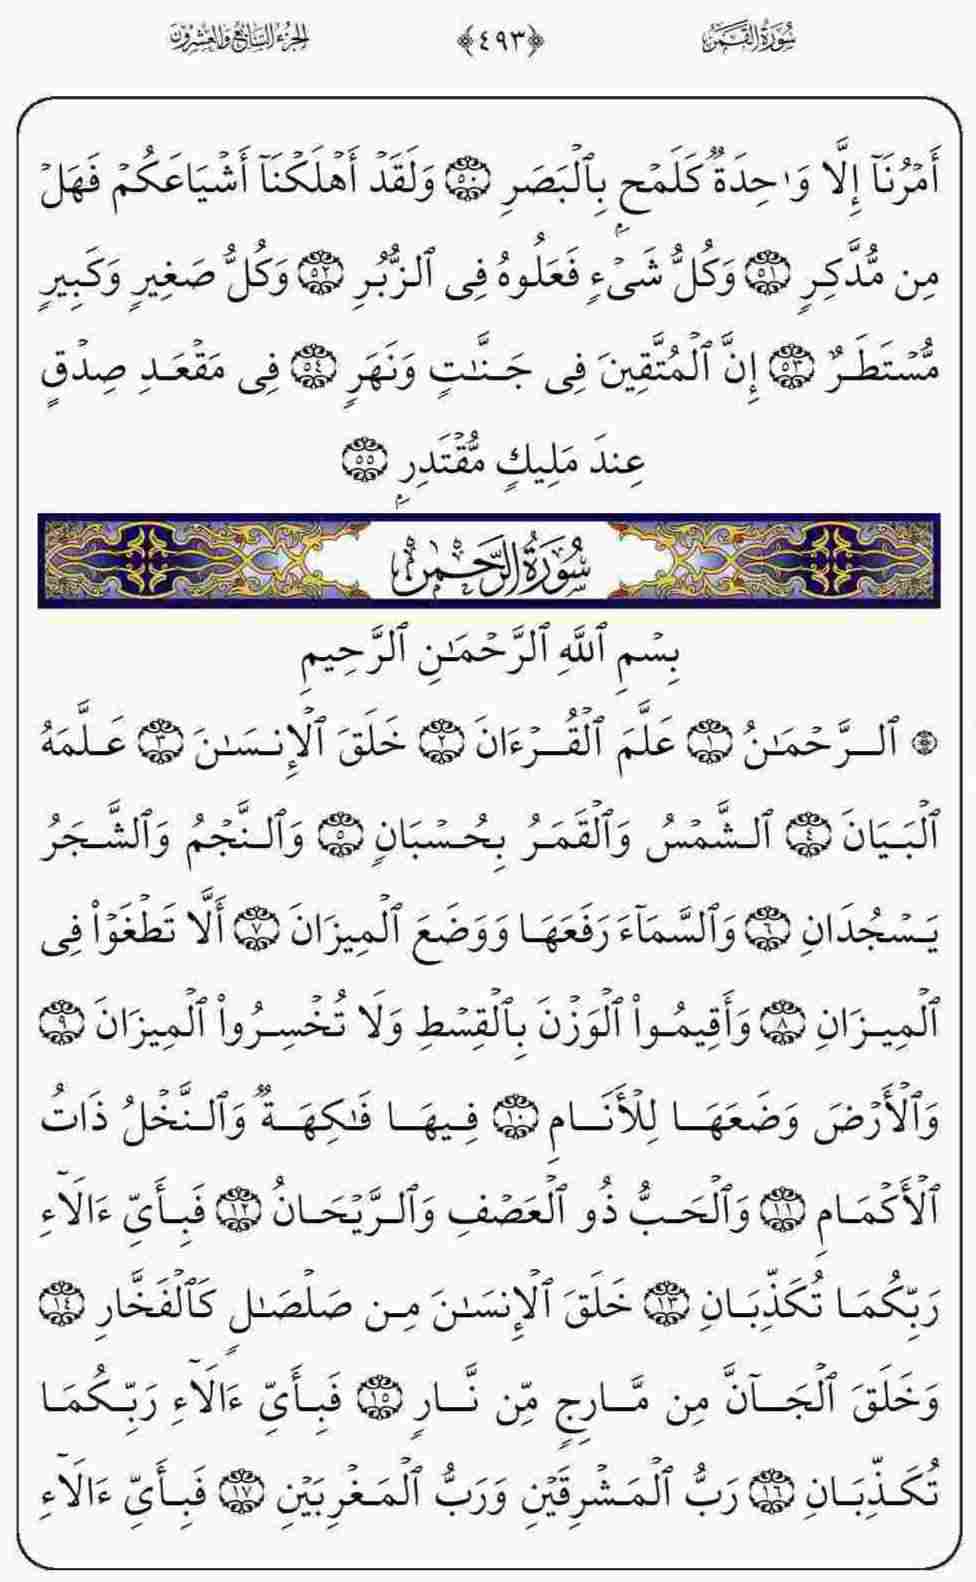 سُورَةُ القَمَرِ ﴿٤٩٣﴾ الجُزْءُ السَّابِعُ وَالعِشْرُونَ
أَمْرُنَآ إِلَّا وَٰحِدَةٌ كَلَمْحٍۭ بِٱلْبَصَرِ ٥٠ وَلَقَدْ أَهْلَكْنَآ أَشْيَاعَكُمْ فَهَلْ
مِن مُّدَّكِرٍ ٥١ وَكُلُّ شَىْءٍ فَعَلُوهُ فِى ٱلزُّبُرِ ٥٢ وَكُلُّ صَغِيرٍ وَكَبِيرٍ
مُّسْتَطَرٌ ٥٣ إِنَّ ٱلْمُتَّقِينَ فِى جَنَّٰتٍ وَنَهَرٍ ٥٤ فِى مَقْعَدِ صِدْقٍ
عِندَ مَلِيكٍ مُّقْتَدِرٍۭ ٥٥
سُورَةُ الرَّحْمٰن
بِسْمِ ٱللَّهِ ٱلرَّحْمَٰنِ ٱلرَّحِيمِ
۞ ٱلرَّحْمَٰنُ ١ عَلَّمَ ٱلْقُرْءَانَ ٢ خَلَقَ ٱلْإِنسَٰنَ ٣ عَلَّمَهُ
ٱلْبَيَانَ ٤ ٱلشَّمْسُ وَٱلْقَمَرُ بِحُسْبَانٍ ٥ وَٱلنَّجْمُ وَٱلشَّجَرُ
يَسْجُدَانِ ٦ وَٱلسَّمَآءَ رَفَعَهَا وَوَضَعَ ٱلْمِيزَانَ ٧ أَلَّا تَطْغَوْا۟ فِى
ٱلْمِيزَانِ ٨ وَأَقِيمُوا۟ ٱلْوَزْنَ بِٱلْقِسْطِ وَلَا تُخْسِرُوا۟ ٱلْمِيزَانَ ٩
وَٱلْأَرْضَ وَضَعَهَا لِلْأَنَامِ ١٠ فِيهَا فَٰكِهَةٌ وَٱلنَّخْلُ ذَاتُ
ٱلْأَكْمَامِ ١١ وَٱلْحَبُّ ذُو ٱلْعَصْفِ وَٱلرَّيْحَانُ ١٢ فَبِأَىِّ ءَالَآءِ
رَبِّكُمَا تُكَذِّبَانِ ١٣ خَلَقَ ٱلْإِنسَٰنَ مِن صَلْصَٰلٍ كَٱلْفَخَّارِ ١٤
وَخَلَقَ ٱلْجَآنَّ مِن مَّارِجٍ مِّن نَّارٍ ١٥ فَبِأَىِّ ءَالَآءِ رَبِّكُمَا
تُكَذِّبَانِ ١٦ رَبُّ ٱلْمَشْرِقَيْنِ وَرَبُّ ٱلْمَغْرِبَيْنِ ١٧ فَبِأَىِّ ءَالَآءِ